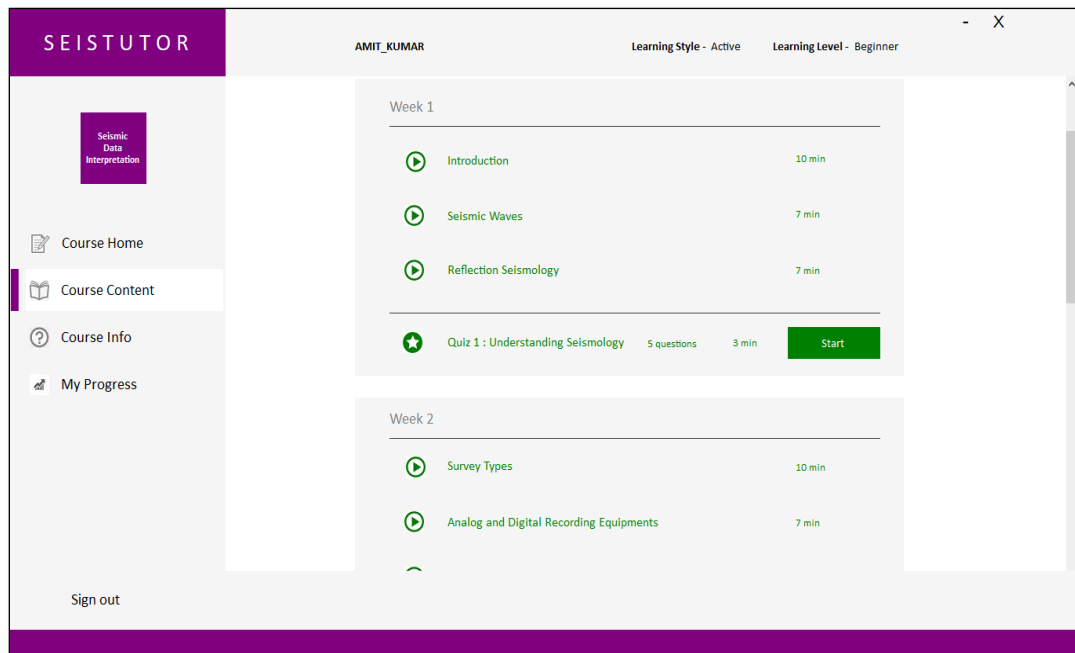 SEISTUTOR
- X
AMIT_KUMAR Learning Style - Active Learning Level - Beginner
Seismic
Data
Interpretation
Course Home
Course Content
Course Info
My Progress
Sign out
Week 1
Introduction 10 min
Seismic Waves 7 min
Reflection Seismology 7 min
Quiz 1 : Understanding Seismology 5 questions 3 min Start
Week 2
Survey Types 10 min
Analog and Digital Recording Equipments 7 min